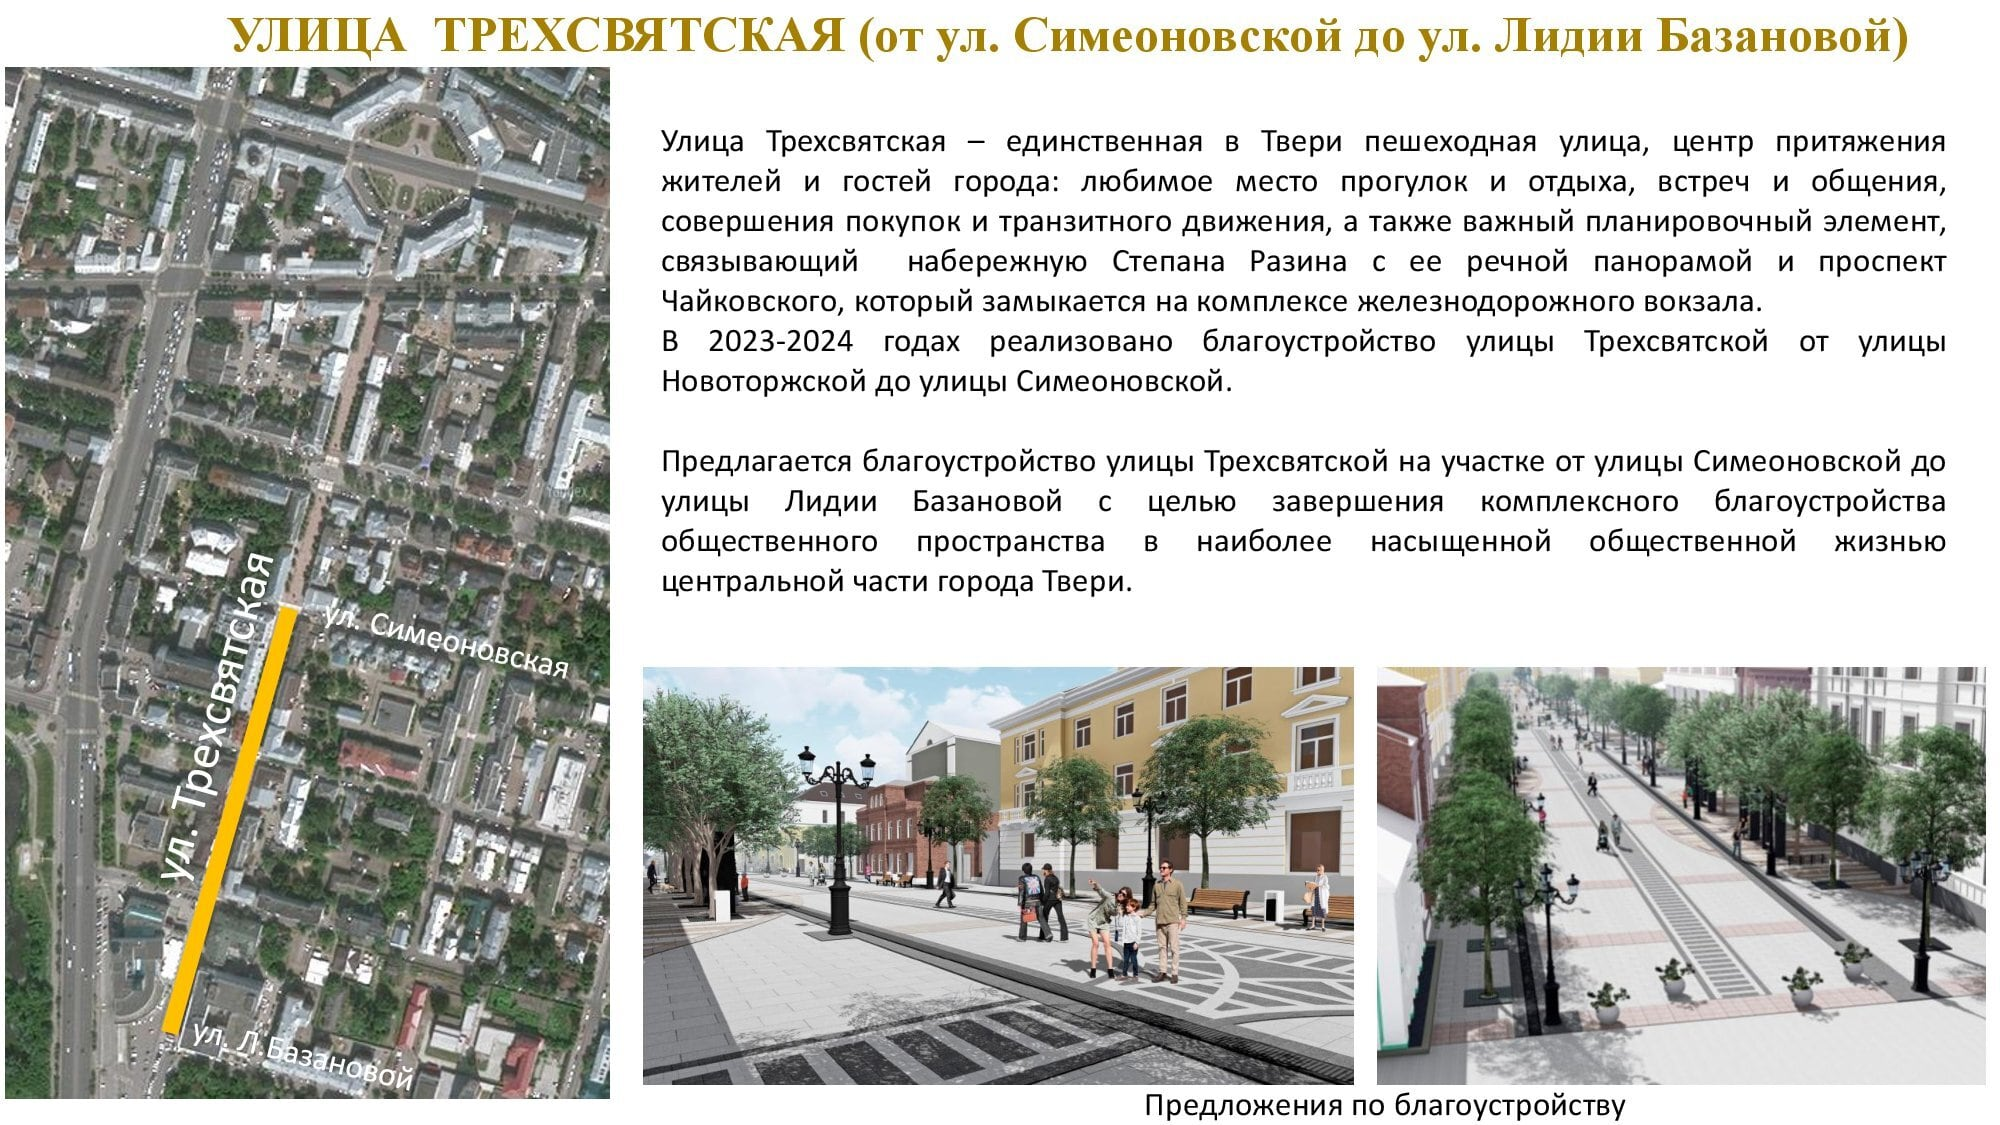 УЛИЦА ТРЕХСВЯТСКАЯ (от ул. Симеоновской до ул. Лидии Базановой)
Улица Трехсвятская – единственная в Твери пешеходная улица, центр притяжения
жителей и гостей города: любимое место прогулок и отдыха, встреч и общения,
совершения покупок и транзитного движения, а также важный планировочный элемент,
связывающий набережную Степана Разина с ее речной панорамой и проспект
Чайковского, который замыкается на комплексе железнодорожного вокзала.
В 2023-2024 годах реализовано благоустройство улицы Трехсвятской от улицы
Новоторжской до улицы Симеоновской.
Предлагается благоустройство улицы Трехсвятской на участке от улицы Симеоновской до
улицы Лидии Базановой с целью завершения комплексного благоустройства
общественного пространства в наиболее насыщенной общественной жизнью
центральной части города Твери.
ул. Трехсвятская
ул. Симеоновская
ул. Л.Базановой
Предложения по благоустройству